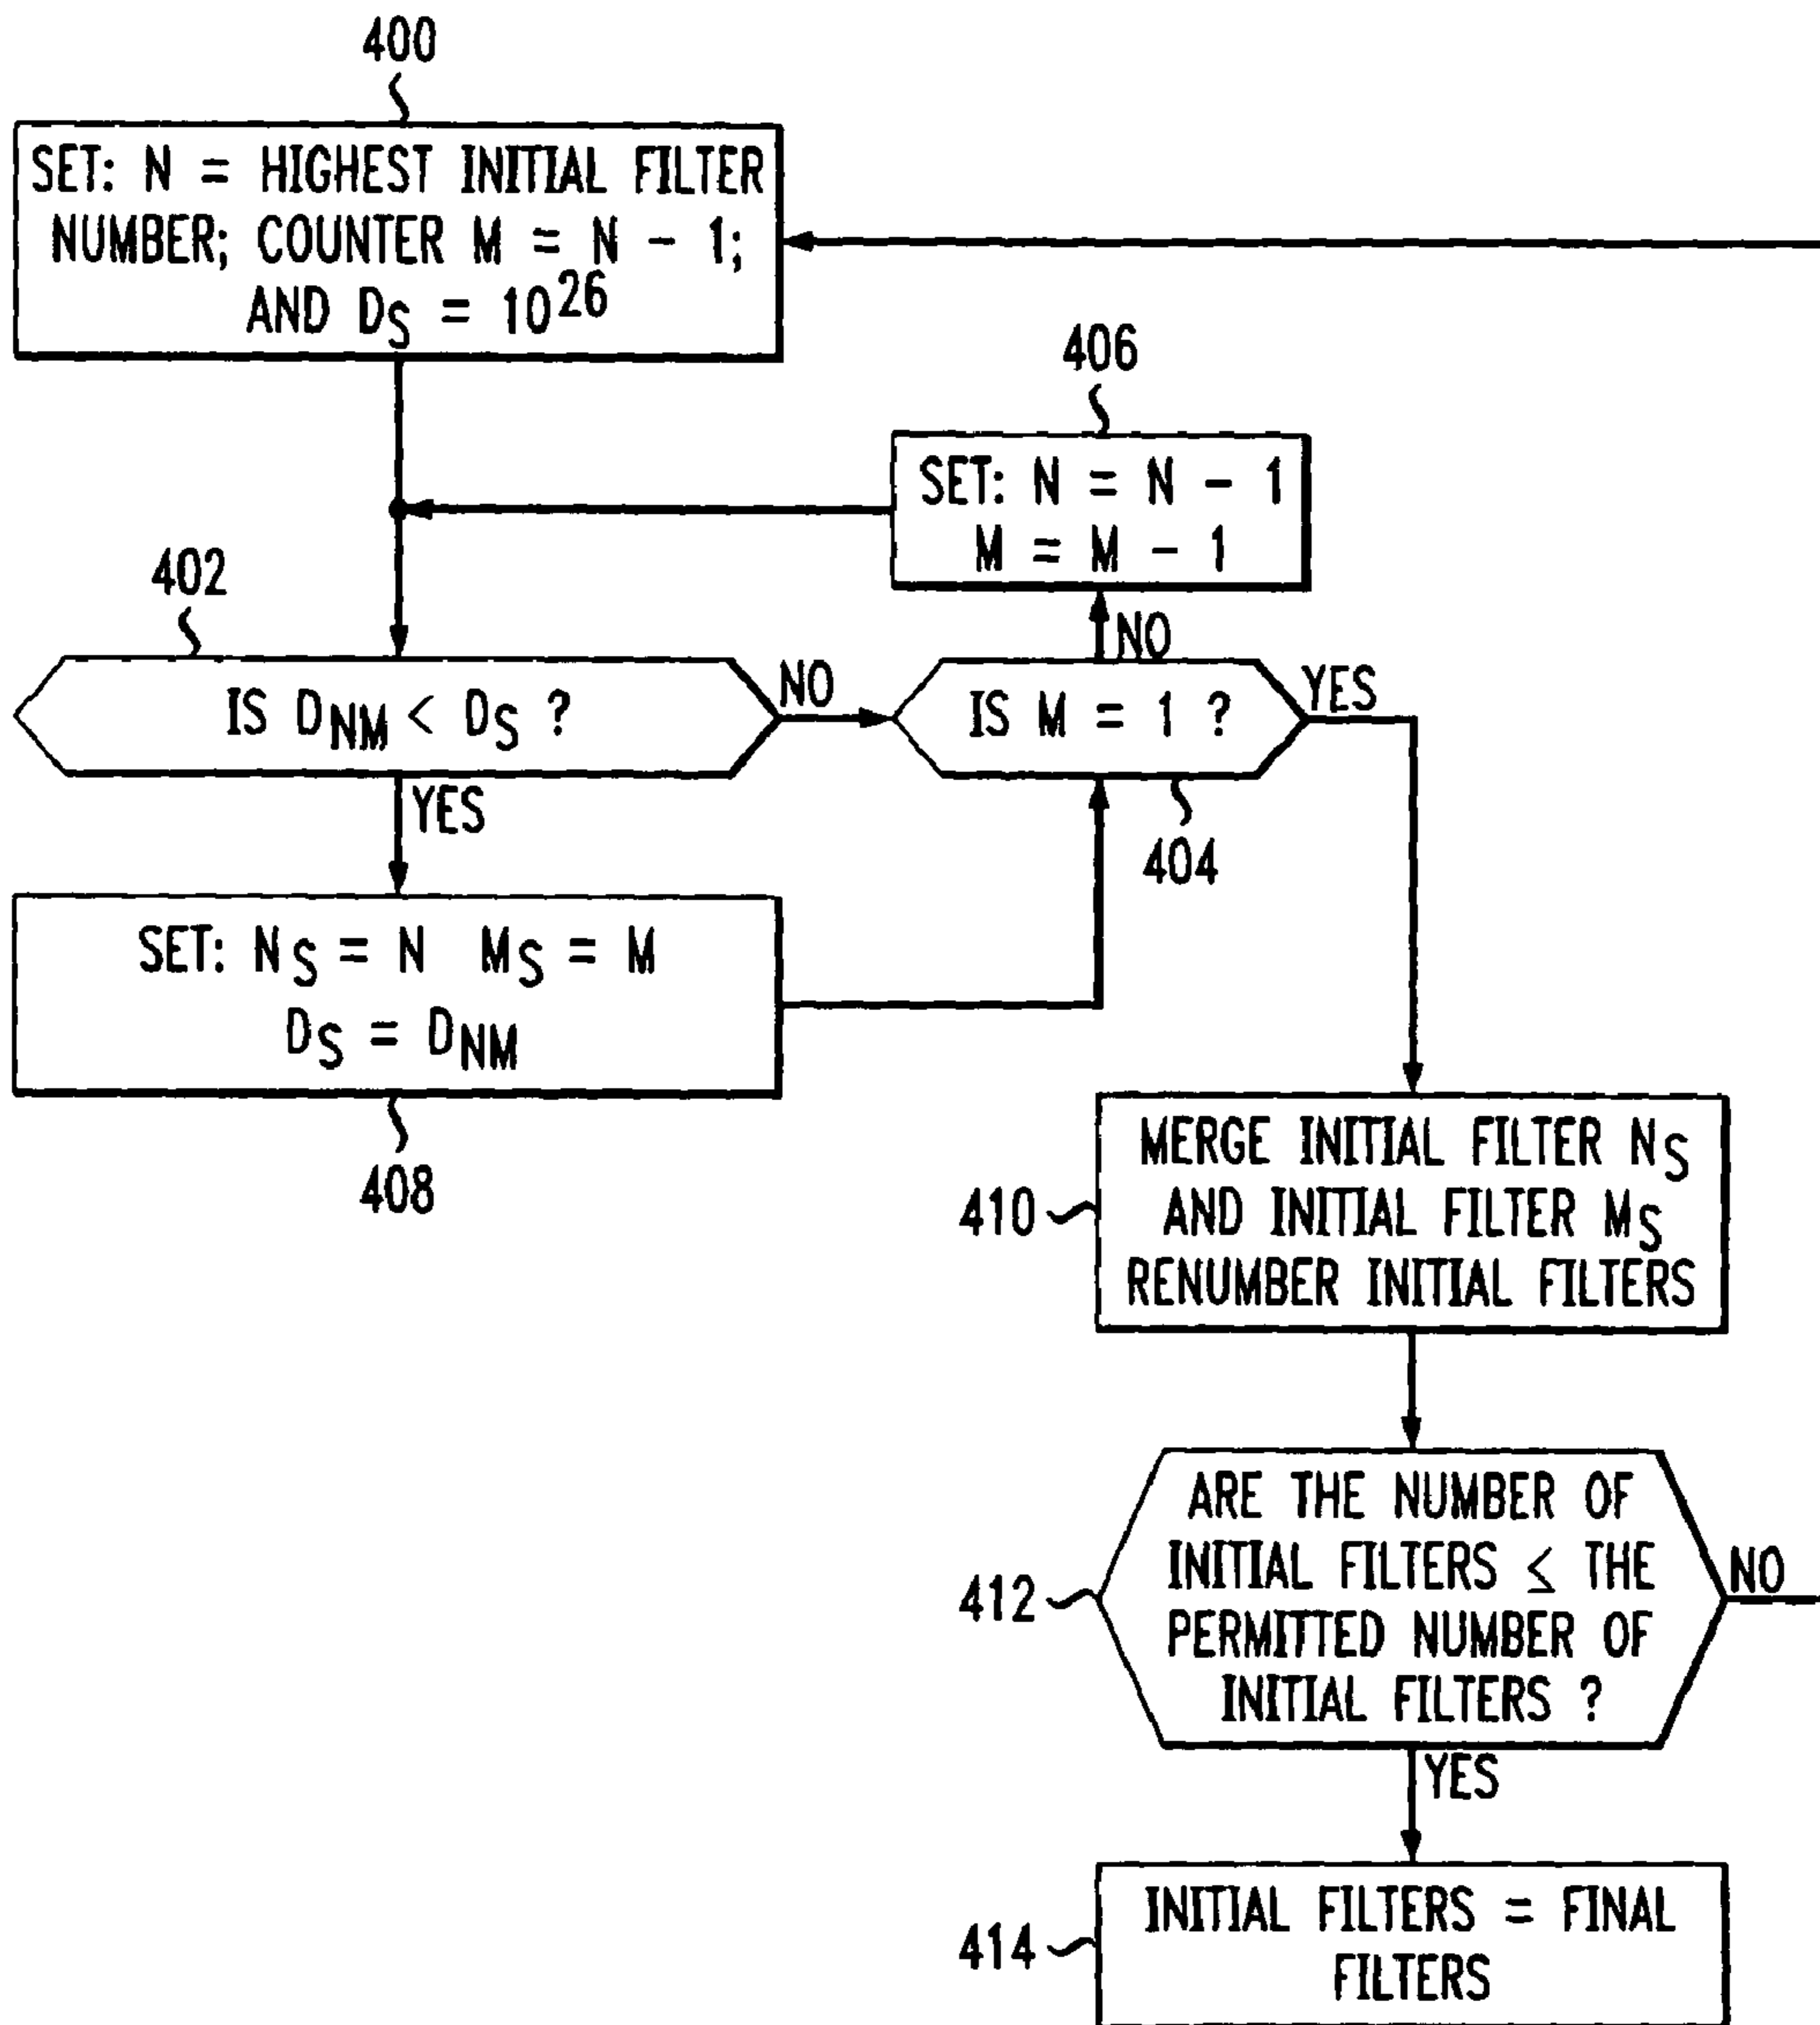 400
SET: N = HIGHEST INITIAL FILTER
NUMBER; COUNTER M = N - 1;
AND DS = 10^26
406
SET: N = N - 1
M = M - 1
402
NO
IS DNM < DS ?
NO
IS M = 1 ?
YES
YES
404
SET: NS = N MS = M
DS = DNM
408
410
MERGE INITIAL FILTER NS
AND INITIAL FILTER MS
RENUMBER INITIAL FILTERS
412
ARE THE NUMBER OF
INITIAL FILTERS ≤ THE
PERMITTED NUMBER OF
INITIAL FILTERS ?
NO
YES
414
INITIAL FILTERS = FINAL
FILTERS